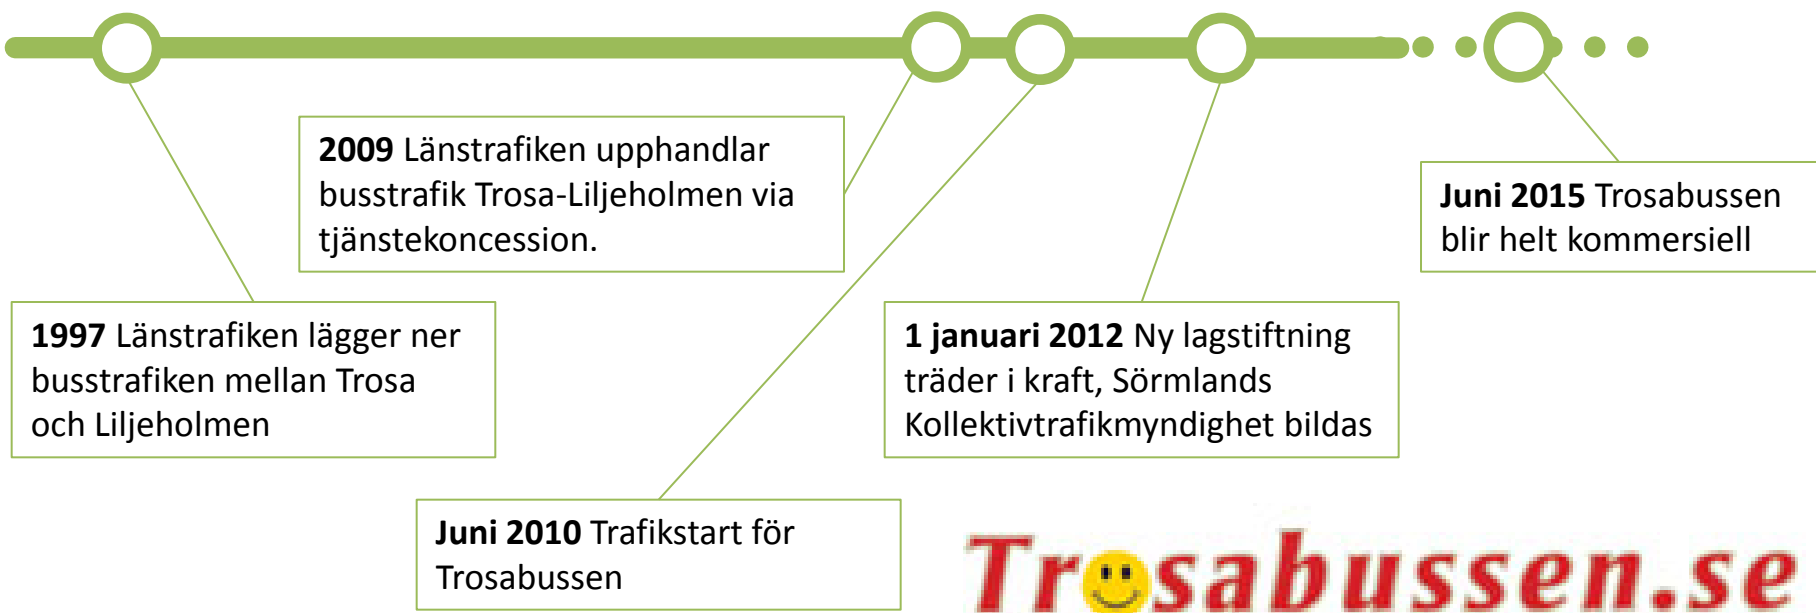 1997 Länstrafiken lägger ner
busstrafiken mellan Trosa
och Liljeholmen
2009 Länstrafiken upphandlar
busstrafik Trosa-LIljeholmen via
tjänstekoncession.
Juni 2010 Trafikstart för
Trosabussen
1 januari 2012 Ny lagstiftning
träder i kraft, Sörmlands
Kollektivtrafikmyndighet bildas
Juni 2015 Trosabussen
blir helt kommersiell
Trosabussen.se